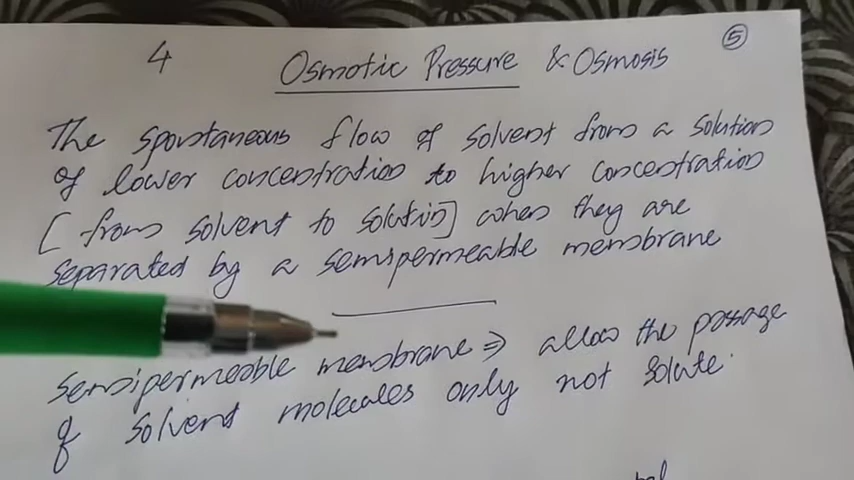 4 Osmotic Pressure & Osmosis 5
The spontaneous flow of solvent from a solution
of lower concentration to higher concentration
[from solvent to solution] when they are
separated by a semipermeable membrane
semipermeable membrane ⇒ allow the passage
of solvent molecules only not solute.